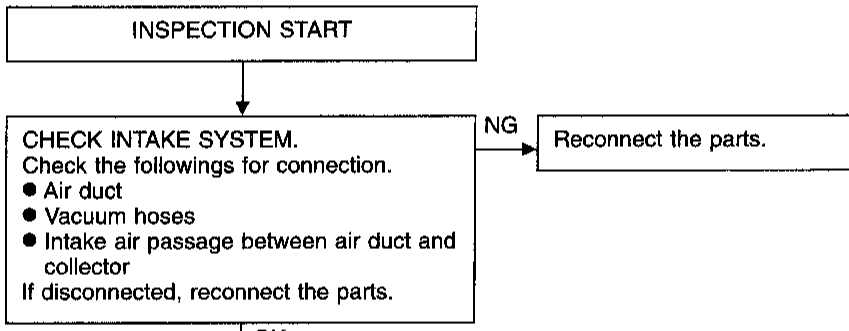 INSPECTION START
CHECK INTAKE SYSTEM.
Check the followings for connection.
● Air duct
● Vacuum hoses
● Intake air passage between air duct and
collector
If disconnected, reconnect the parts.
NG
Reconnect the parts.